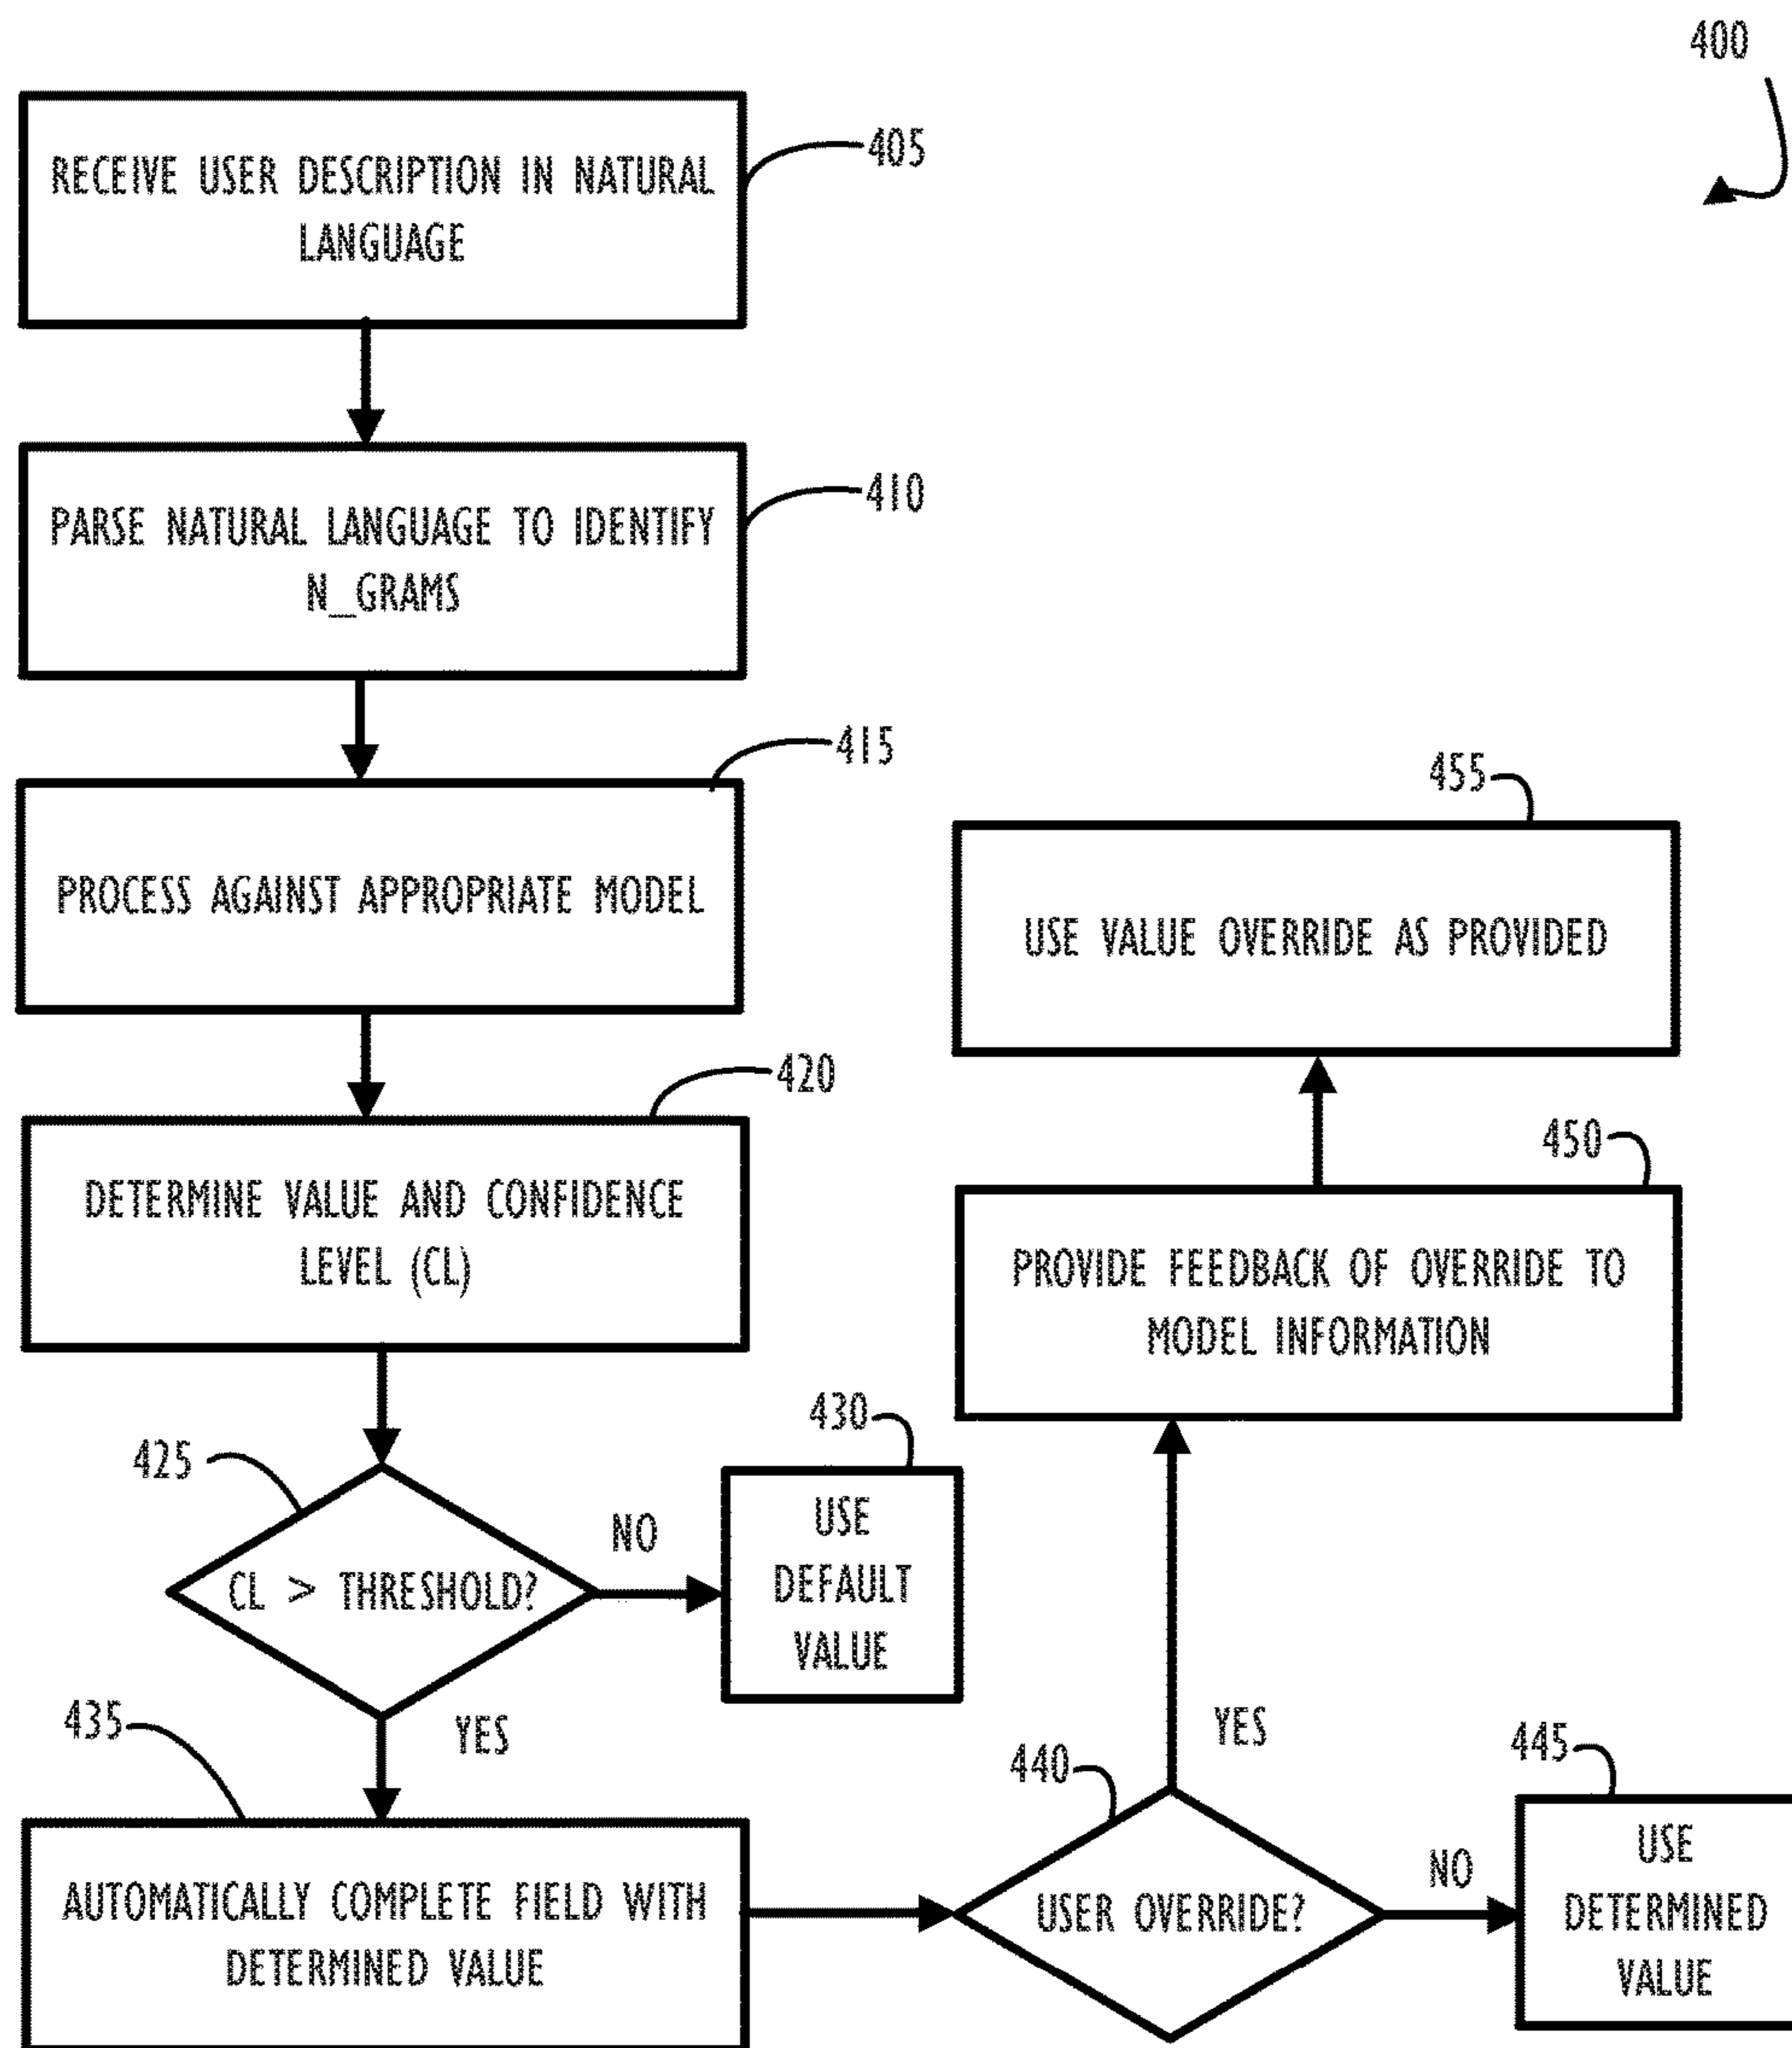 400
RECEIVE USER DESCRIPTION IN NATURAL
LANGUAGE
405
PARSE NATURAL LANGUAGE TO IDENTIFY
N_GRAMS
410
PROCESS AGAINST APPROPRIATE MODEL
415
DETERMINE VALUE AND CONFIDENCE
LEVEL (CL)
420
CL > THRESHOLD?
425
NO
USE
DEFAULT
VALUE
430
YES
AUTOMATICALLY COMPLETE FIELD WITH
DETERMINED VALUE
435
USER OVERRIDE?
440
NO
USE
DETERMINED
VALUE
445
YES
PROVIDE FEEDBACK OF OVERRIDE TO
MODEL INFORMATION
450
USE VALUE OVERRIDE AS PROVIDED
455